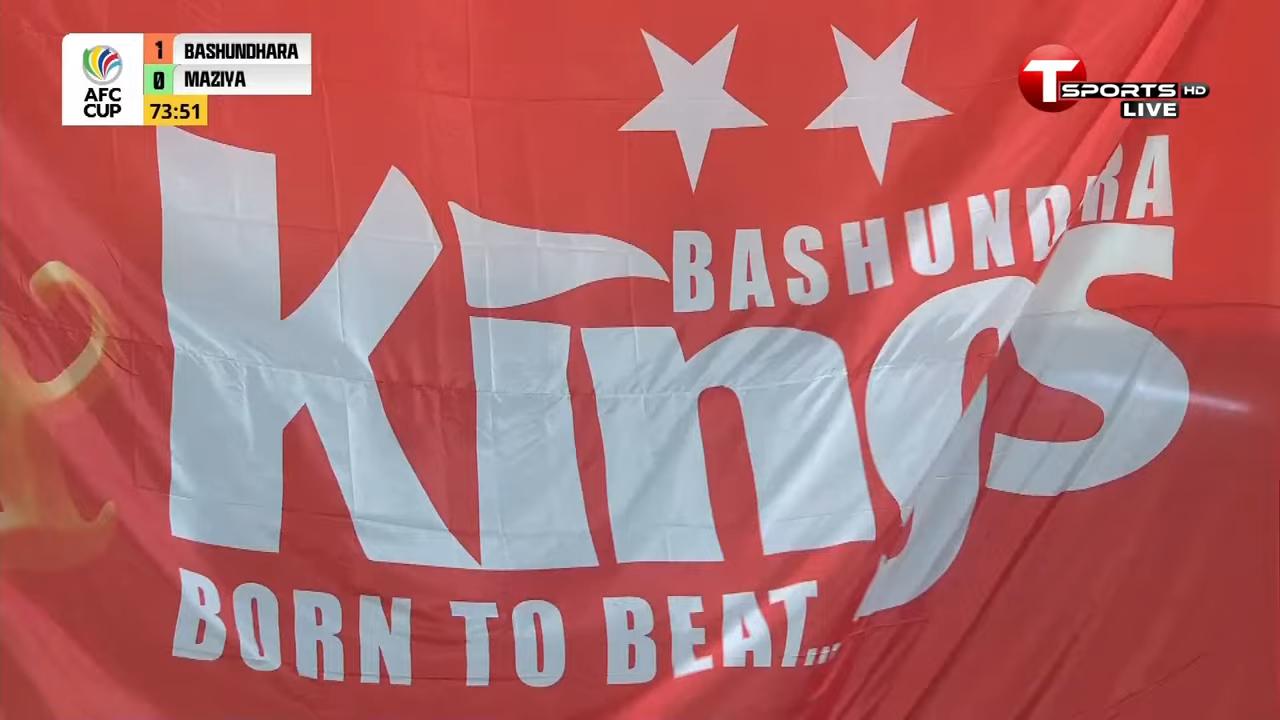 1 BASHUNDHARA
0 MAZIYA
AFC CUP
73:51
T SPORTS HD
LIVE
BASHUNDRA
Kings
BORN TO BEAT...